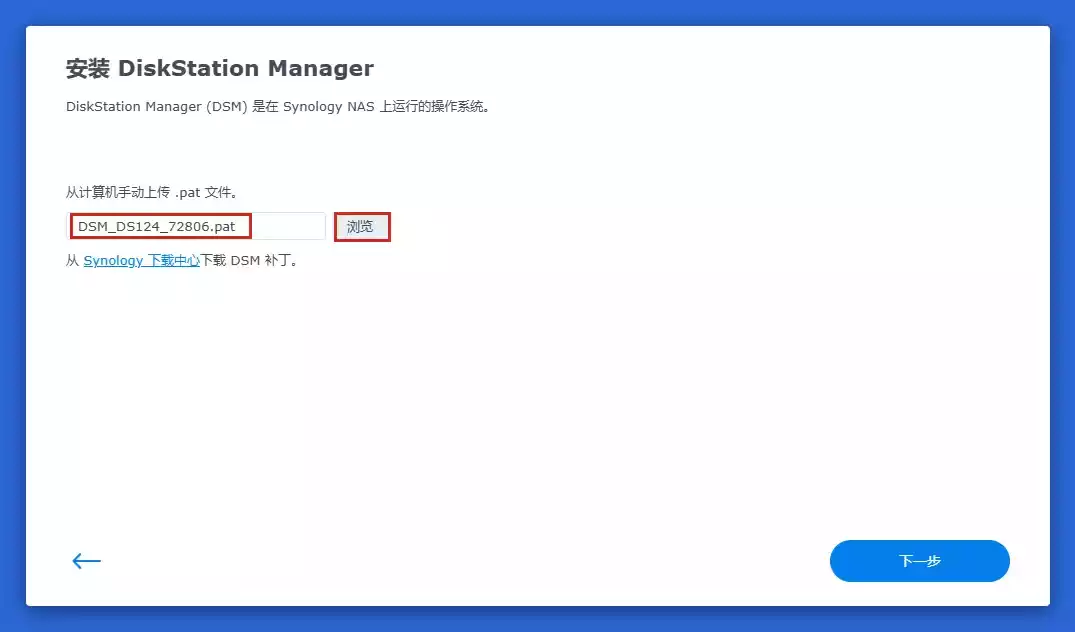 安装 DiskStation Manager
DiskStation Manager (DSM) 是在 Synology NAS 上运行的操作系统。
从计算机手动上传 .pat 文件。
DSM_DS124_72806.pat 浏览
从 Synology 下载中心下载 DSM 补丁。
下一步